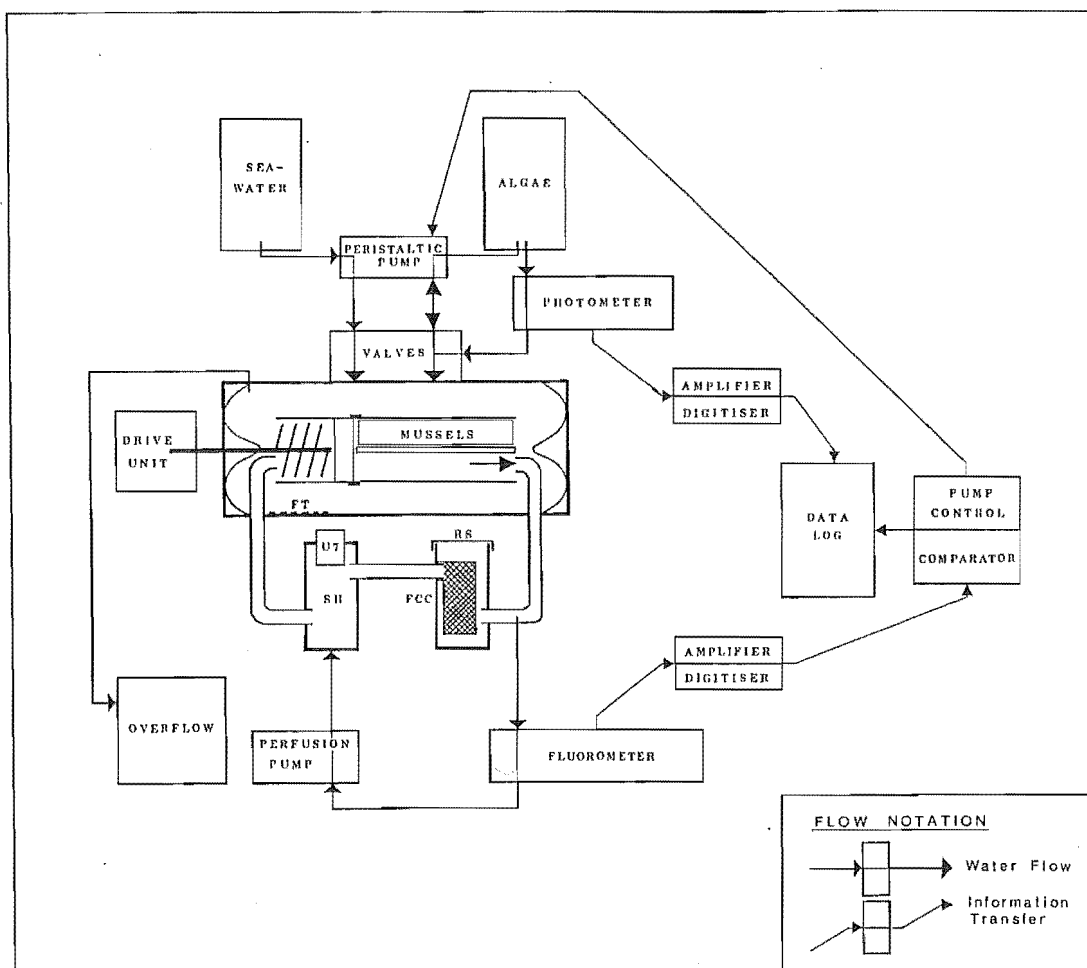 SEA-
WATER
ALGAE
PERISTALTIC
PUMP
PHOTOMETER
VALVES
AMPLIFIER
DIGITISER
MUSSELS
DRIVE
UNIT
FT
DATA
LOG
PUMP
CONTROL
COMPARATOR
U7
RS
SH
FCC
AMPLIFIER
DIGITISER
OVERFLOW
PERFUSION
PUMP
FLUOROMETER
FLOW NOTATION
Water Flow
Information
Transfer